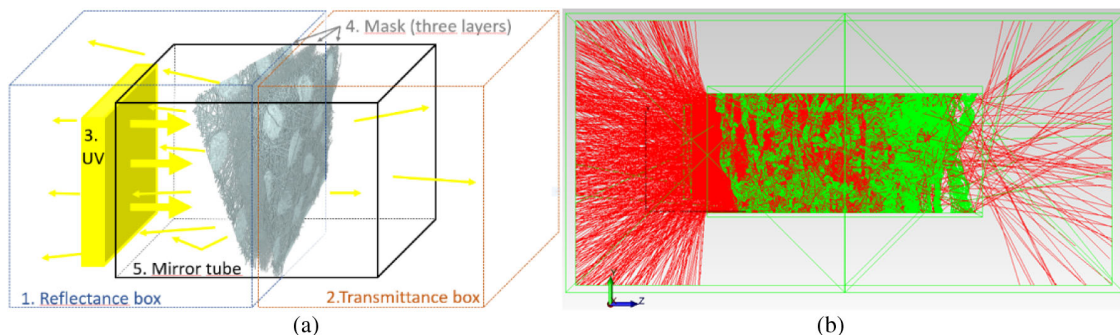 4. Mask (three layers)
3.
UV
5. Mirror tube
1. Reflectance box
2.Transmittance box
(a)
Y
X
Z
(b)